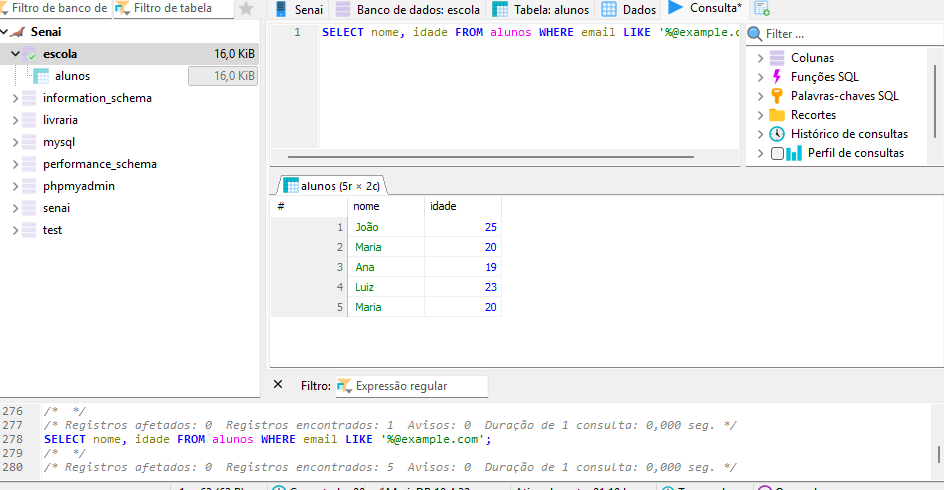 Filtro de banco de Filtro de tabela
Senai Banco de dados: escola Tabela: alunos Dados Consulta*
Senai
escola 16,0 KiB
alunos 16,0 KiB
information_schema
livraria
mysql
performance_schema
phpmyadmin
senai
test
1 SELECT nome, idade FROM alunos WHERE email LIKE '%@example.c
Filter ...
Colunas
Funções SQL
Palavras-chaves SQL
Recortes
Histórico de consultas
Perfil de consultas
alunos (5r × 2c)
# nome idade
1 João 25
2 Maria 20
3 Ana 19
4 Luiz 23
5 Maria 20
Filtro: Expressão regular
276 /* */
277 /* Registros afetados: 0 Registros encontrados: 1 Avisos: 0 Duração de 1 consulta: 0,000 seg. */
278 SELECT nome, idade FROM alunos WHERE email LIKE '%@example.com';
279 /* */
280 /* Registros afetados: 0 Registros encontrados: 5 Avisos: 0 Duração de 1 consulta: 0,000 seg. */